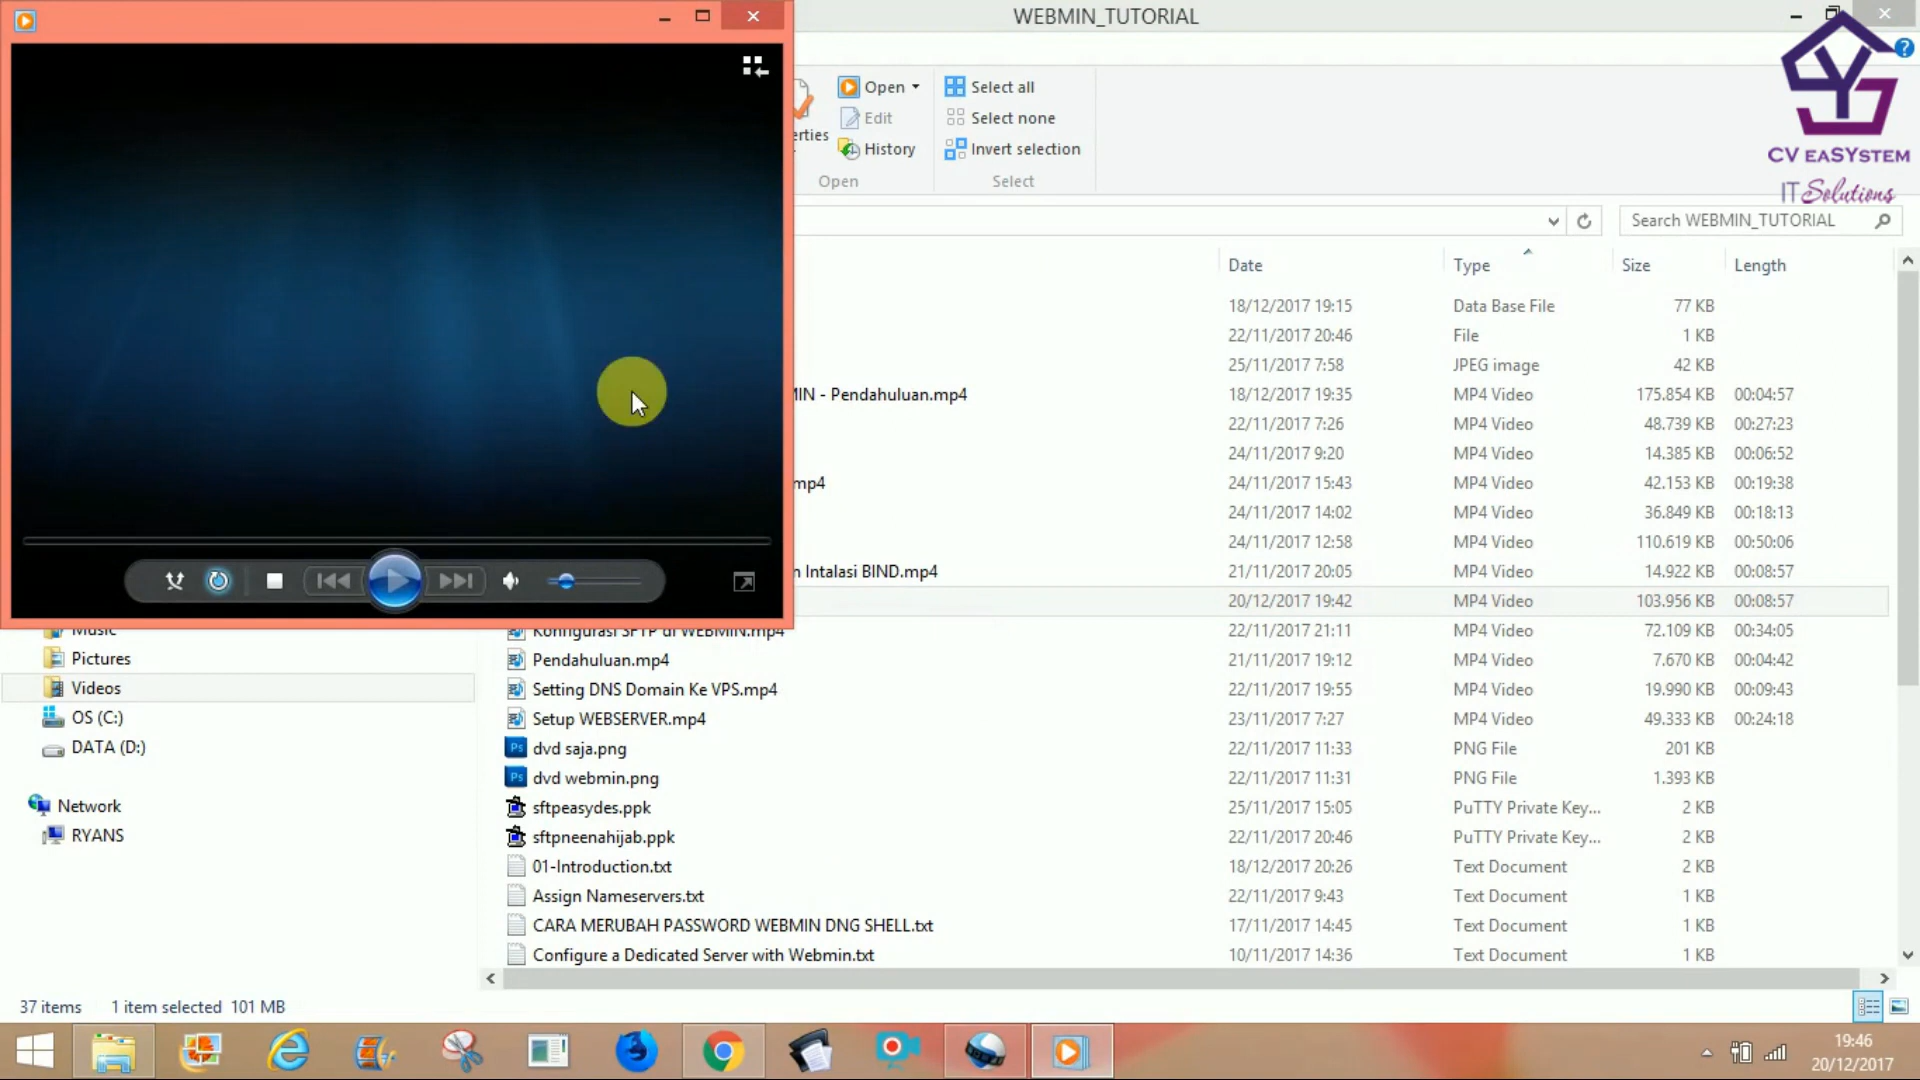 WEBMIN_TUTORIAL
CV eaSYstem
IT Solutions
erties
Open
Edit
History
Open
Select all
Select none
Invert selection
Select
Search WEBMIN_TUTORIAL
Date Type Size Length
18/12/2017 19:15 Data Base File 77 KB
22/11/2017 20:46 File 1 KB
25/11/2017 7:58 JPEG image 42 KB
MIN - Pendahuluan.mp4 18/12/2017 19:35 MP4 Video 175.854 KB 00:04:57
22/11/2017 7:26 MP4 Video 48.739 KB 00:27:23
24/11/2017 9:20 MP4 Video 14.385 KB 00:06:52
mp4 24/11/2017 15:43 MP4 Video 42.153 KB 00:19:38
24/11/2017 14:02 MP4 Video 36.849 KB 00:18:13
24/11/2017 12:58 MP4 Video 110.619 KB 00:50:06
n Intalasi BIND.mp4 21/11/2017 20:05 MP4 Video 14.922 KB 00:08:57
20/12/2017 19:42 MP4 Video 103.956 KB 00:08:57
Music
Konfigurasi SFTP di WEBMIN.mp4 22/11/2017 21:11 MP4 Video 72.109 KB 00:34:05
Pictures
Pendahuluan.mp4 21/11/2017 19:12 MP4 Video 7.670 KB 00:04:42
Videos
Setting DNS Domain Ke VPS.mp4 22/11/2017 19:55 MP4 Video 19.990 KB 00:09:43
OS (C:)
Setup WEBSERVER.mp4 23/11/2017 7:27 MP4 Video 49.333 KB 00:24:18
DATA (D:)
Ps dvd saja.png 22/11/2017 11:33 PNG File 201 KB
Ps dvd webmin.png 22/11/2017 11:31 PNG File 1.393 KB
Network
sftpeasydes.ppk 25/11/2017 15:05 PuTTY Private Key... 2 KB
RYANS
sftpneenahijab.ppk 22/11/2017 20:46 PuTTY Private Key... 2 KB
01-Introduction.txt 18/12/2017 20:26 Text Document 2 KB
Assign Nameservers.txt 22/11/2017 9:43 Text Document 1 KB
CARA MERUBAH PASSWORD WEBMIN DNG SHELL.txt 17/11/2017 14:45 Text Document 1 KB
Configure a Dedicated Server with Webmin.txt 10/11/2017 14:36 Text Document 1 KB
37 items 1 item selected 101 MB
19:46
20/12/2017